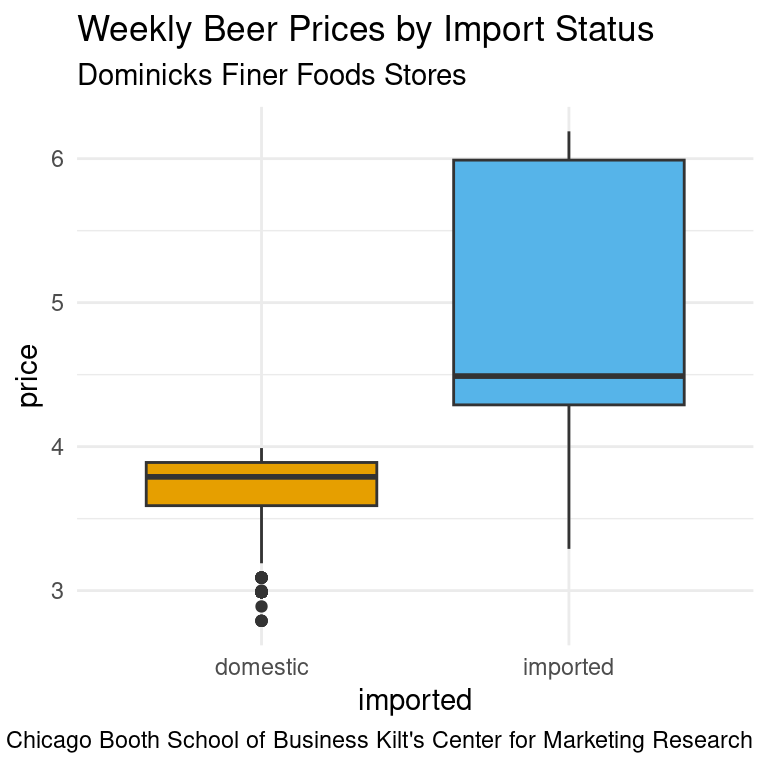 Weekly Beer Prices by Import Status
Dominicks Finer Foods Stores
6
5
4
3
price
domestic
imported
imported
Chicago Booth School of Business Kilt's Center for Marketing Research